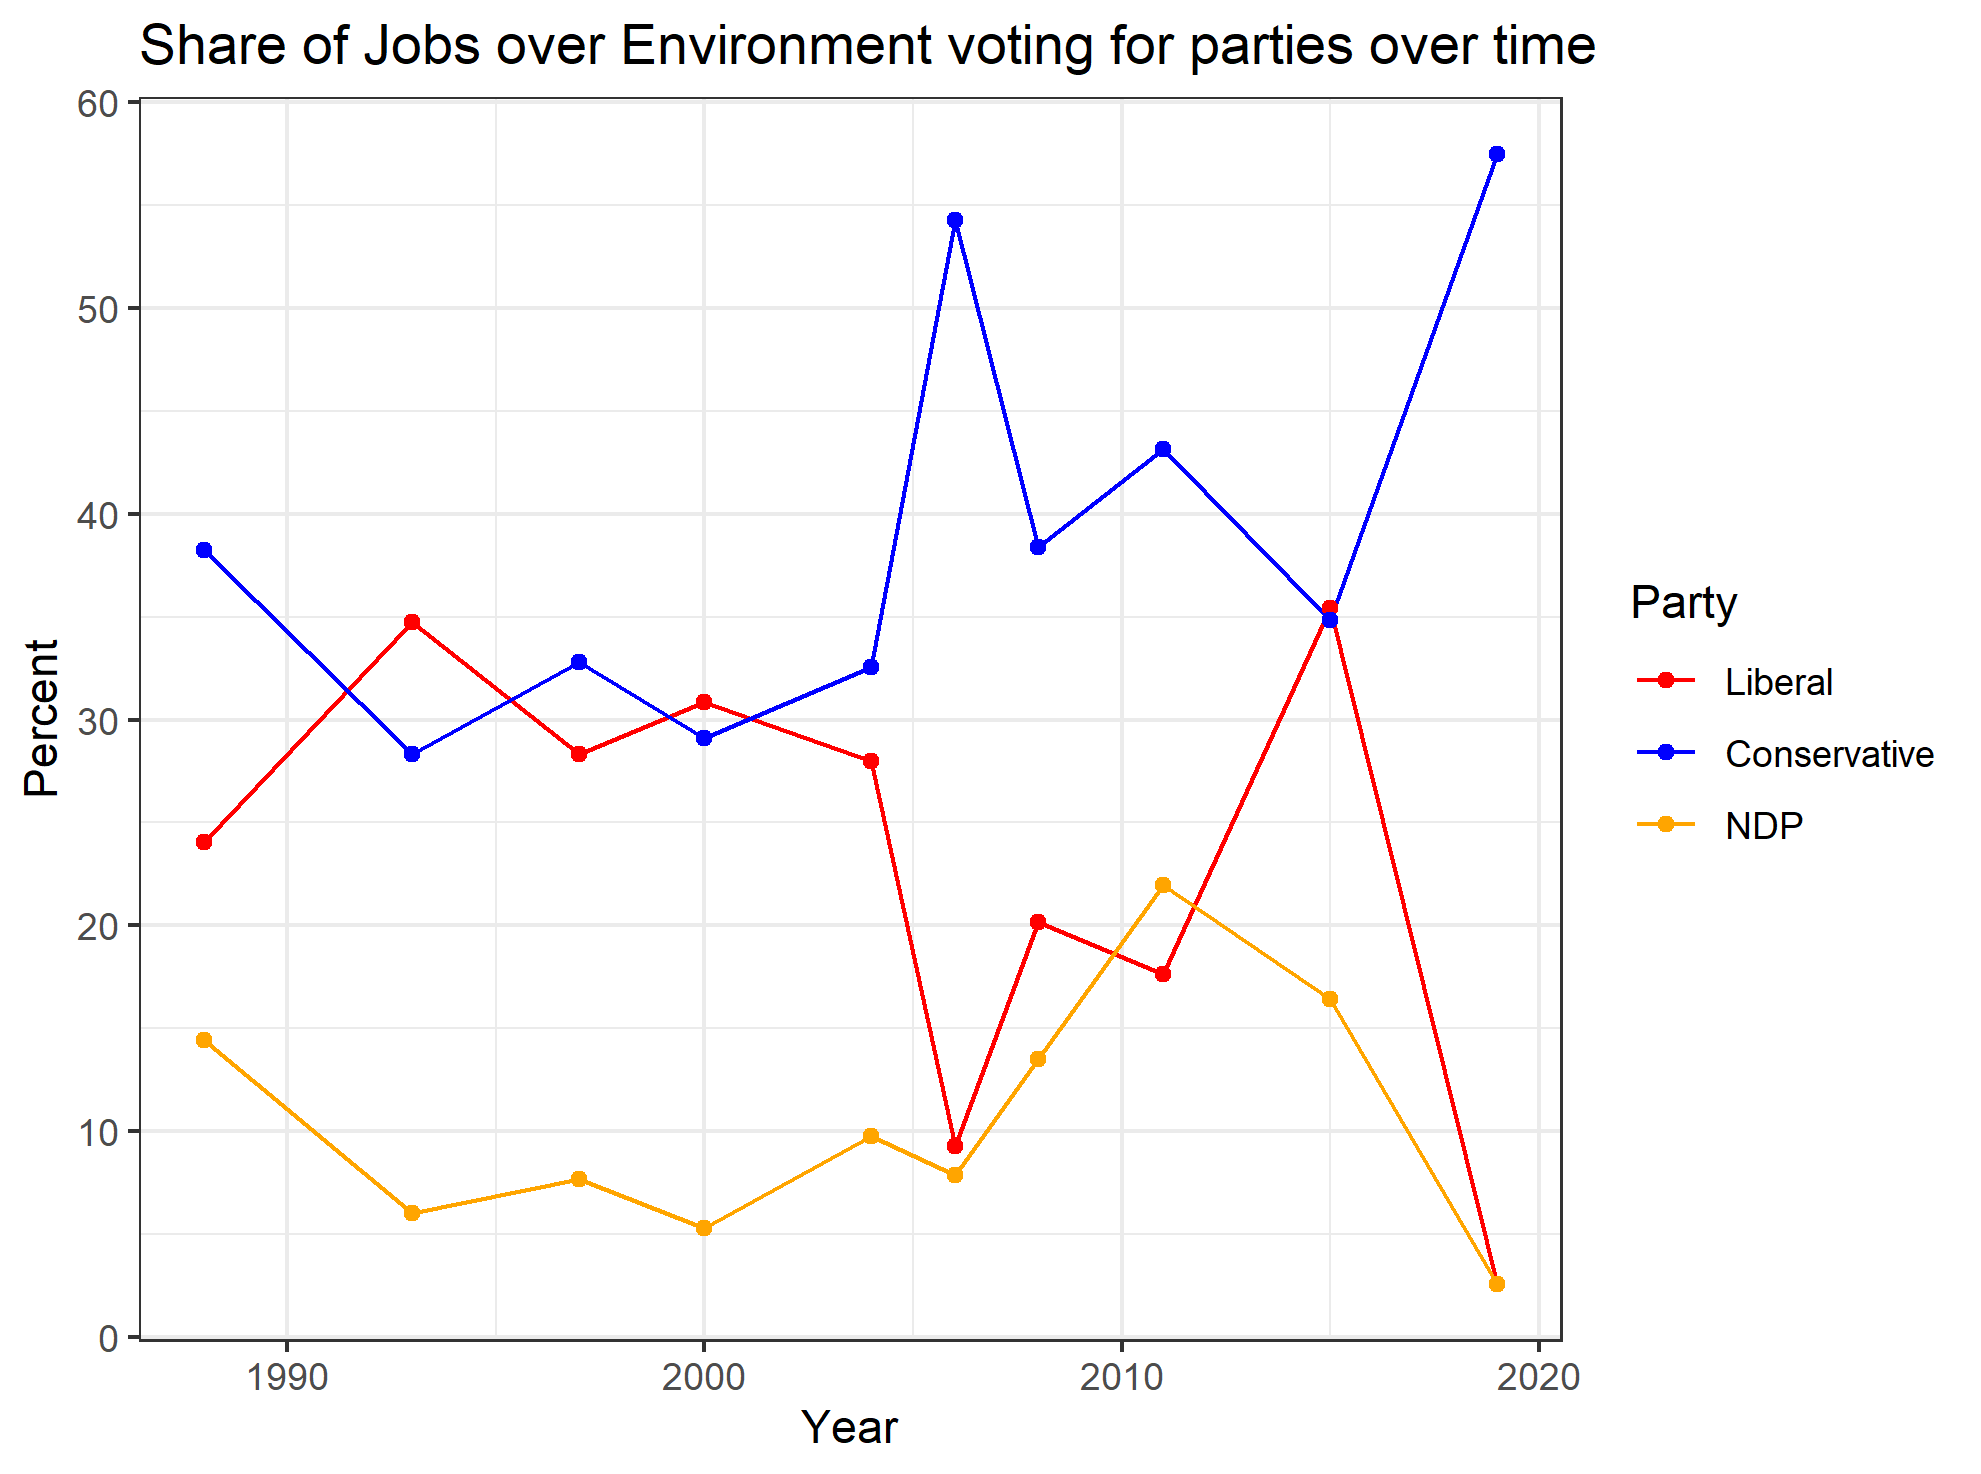 Share of Jobs over Environment voting for parties over time
60
50
40
30
20
10
0
Percent
1990 2000 2010 2020
Year
Party
Liberal
Conservative
NDP